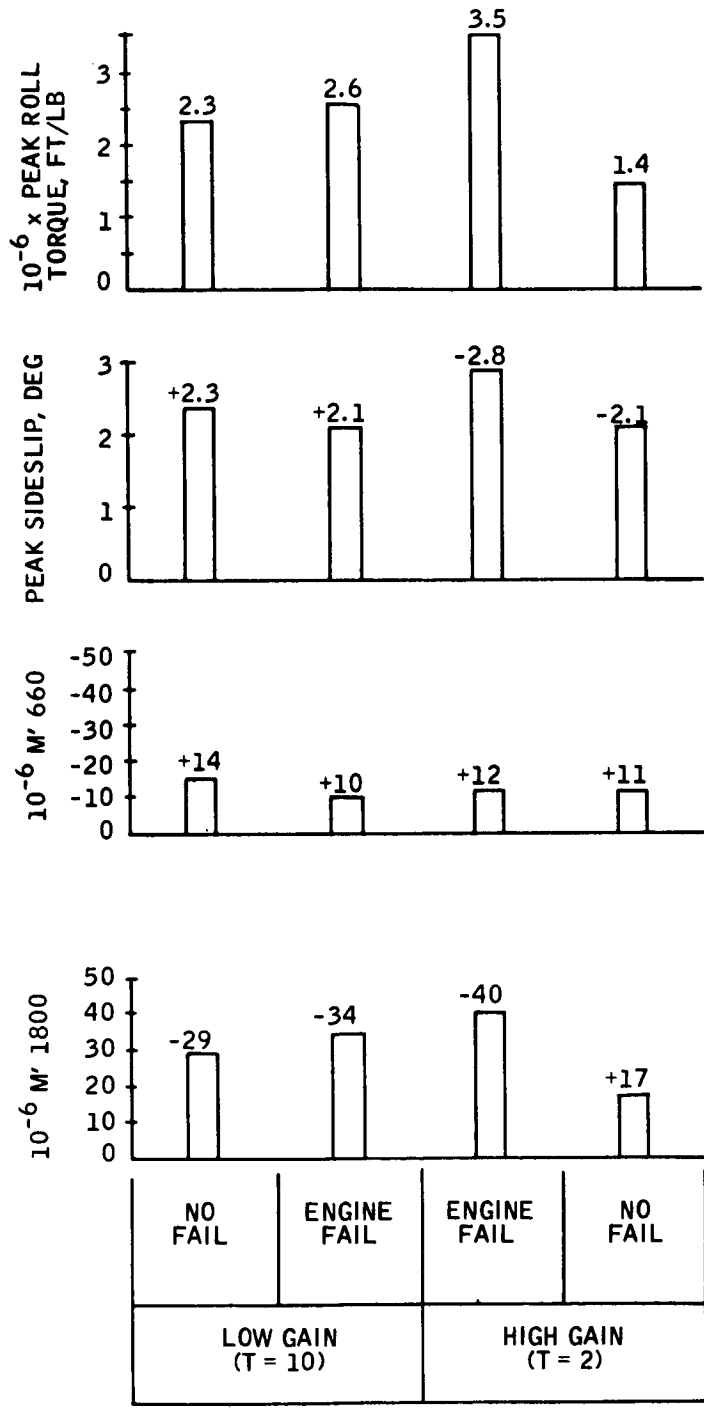 10⁻⁶ x PEAK ROLL
TORQUE, FT/LB
3
2
1
0
2.3
2.6
3.5
1.4
PEAK SIDESLIP, DEG
3
2
1
0
+2.3
+2.1
-2.8
-2.1
10⁻⁶ M′ 660
-50
-40
-30
-20
-10
0
+14
+10
+12
+11
10⁻⁶ M′ 1800
50
40
30
20
10
0
-29
-34
-40
+17
NO
FAIL
ENGINE
FAIL
ENGINE
FAIL
NO
FAIL
LOW GAIN
(T = 10)
HIGH GAIN
(T = 2)